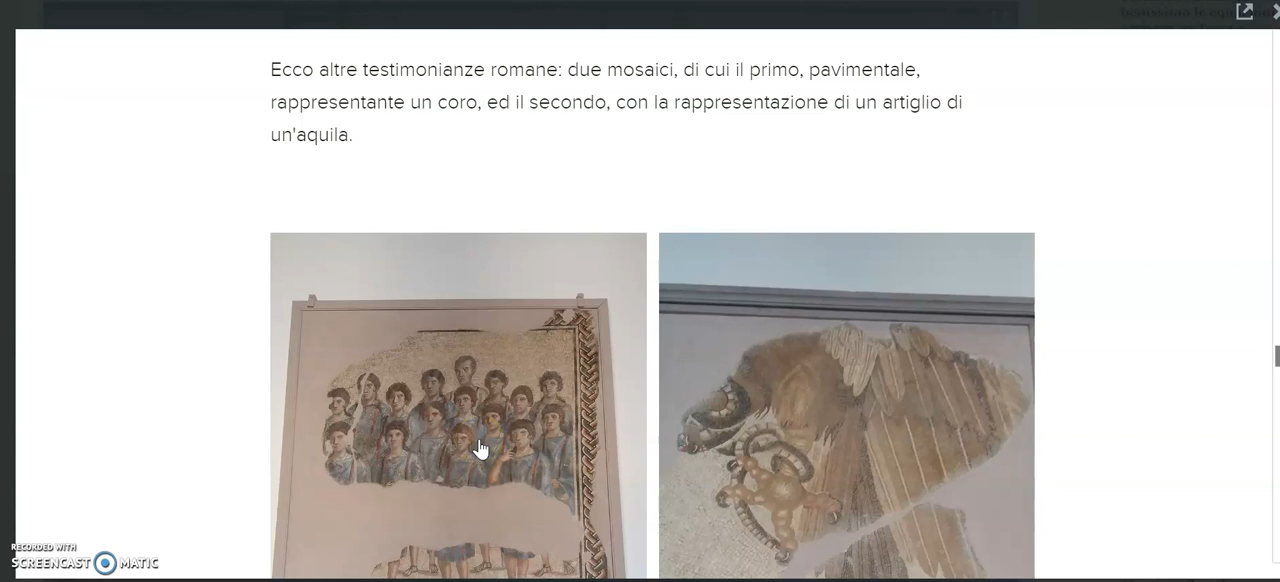 Ecco altre testimonianze romane: due mosaici, di cui il primo, pavimentale,
rappresentante un coro, ed il secondo, con la rappresentazione di un artiglio di
un'aquila.
RECORDED WITH
SCREENCAST MATIC